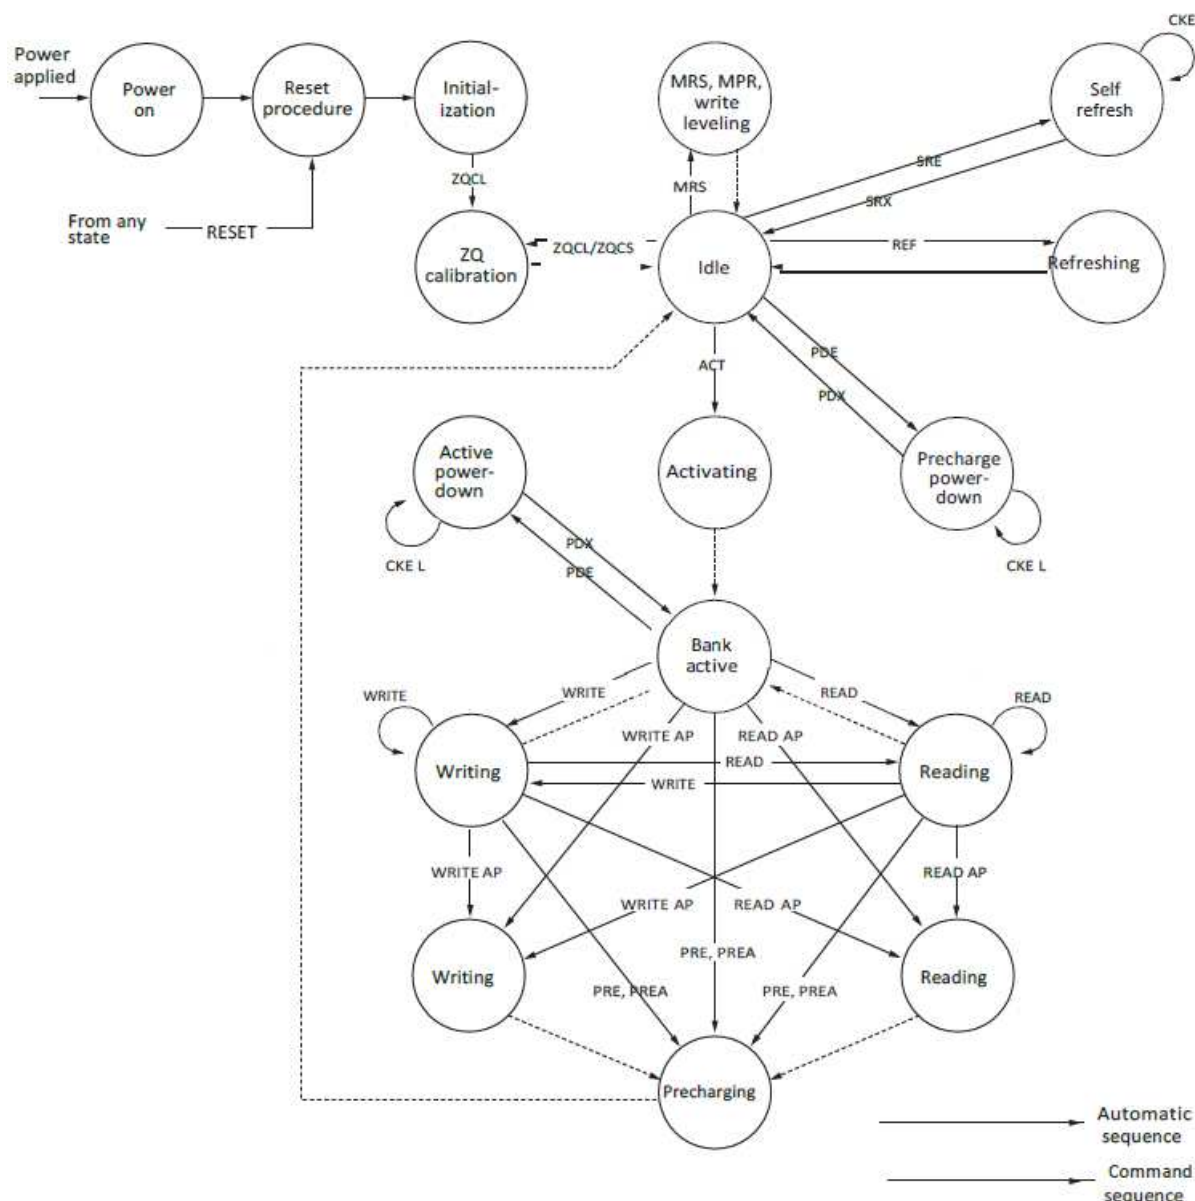 CKE
Power
applied
Power
on
Reset
procedure
Initial-
ization
MRS, MPR,
write
leveling
Self
refresh
ZQCL
MRS
SRE
SRX
From any
state
RESET
ZQ
calibration
ZQCL/ZQCS
Idle
REF
Refreshing
ACT
PDE
PDX
Active
power-
down
Activating
Precharge
power-
down
CKE L
PDX
PDE
CKE L
Bank
active
WRITE
WRITE
READ
READ
WRITE AP
READ AP
Writing
READ
WRITE
Reading
WRITE AP
READ AP
WRITE AP
READ AP
PRE, PREA
Writing
Reading
PRE, PREA
PRE, PREA
Precharging
Automatic
sequence
Command
sequence